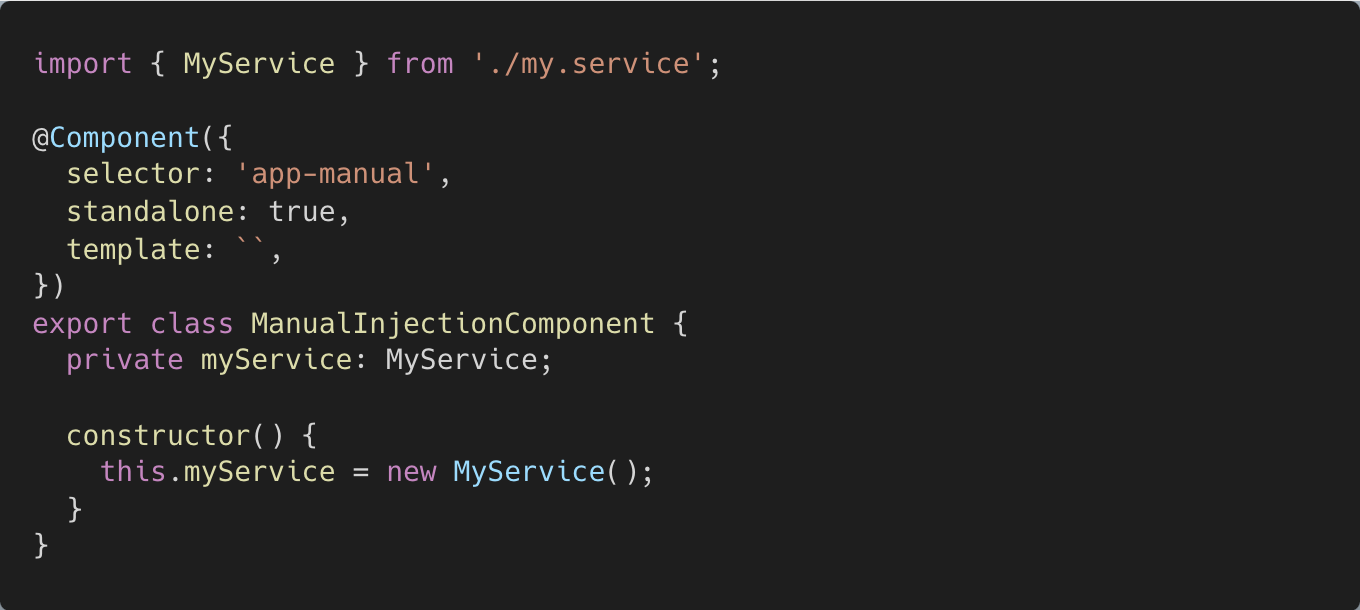 import { MyService } from './my.service';
@Component({
  selector: 'app-manual',
  standalone: true,
  template: ``,
})
export class ManualInjectionComponent {
  private myService: MyService;
  constructor() {
    this.myService = new MyService();
  }
}